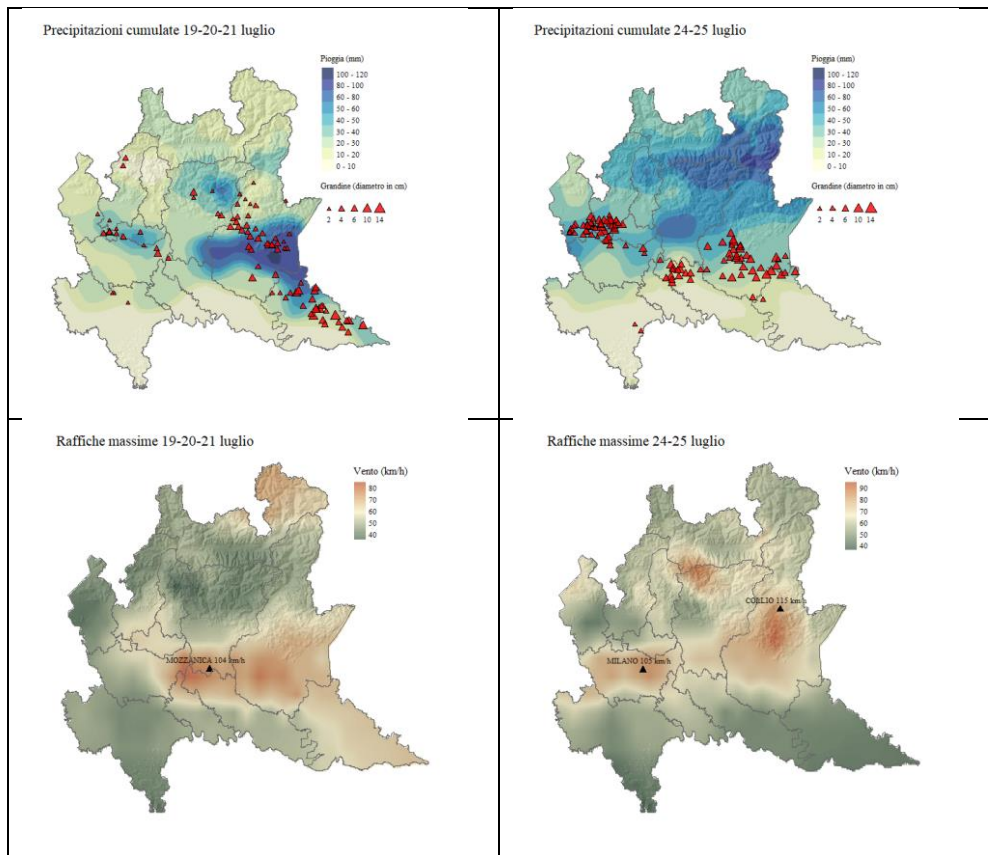 Precipitazioni cumulate 19-20-21 luglio
Pioggia (mm)
100 - 120
80 - 100
60 - 80
50 - 60
40 - 50
30 - 40
20 - 30
10 - 20
0 - 10
Grandine (diametro in cm)
2 4 6 10 14
Precipitazioni cumulate 24-25 luglio
Pioggia (mm)
100 - 120
80 - 100
60 - 80
50 - 60
40 - 50
30 - 40
20 - 30
10 - 20
0 - 10
Grandine (diametro in cm)
2 4 6 10 14
Raffiche massime 19-20-21 luglio
Vento (km/h)
80
70
60
50
40
MOZZANICA 104 km/h
Raffiche massime 24-25 luglio
Vento (km/h)
90
80
70
60
50
40
115 km/h
MILANO 105 km/h